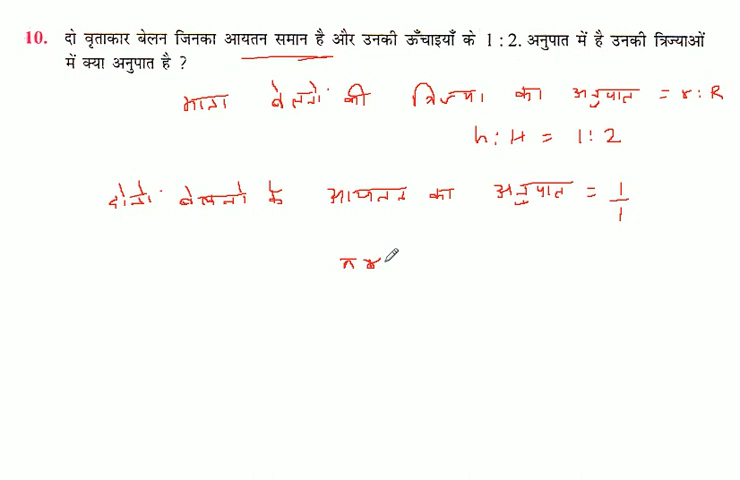 10. दो वृताकार बेलन जिनका आयतन समान है और उनकी ऊँचाइयाँ के 1 : 2. अनुपात में है उनकी त्रिज्याओं
में क्या अनुपात है ?
माना बेलनों की त्रिज्या का अनुपात = r : R
h : H = 1 : 2
दोनों बेलनो के आयतन का अनुपात = 1/1
π r